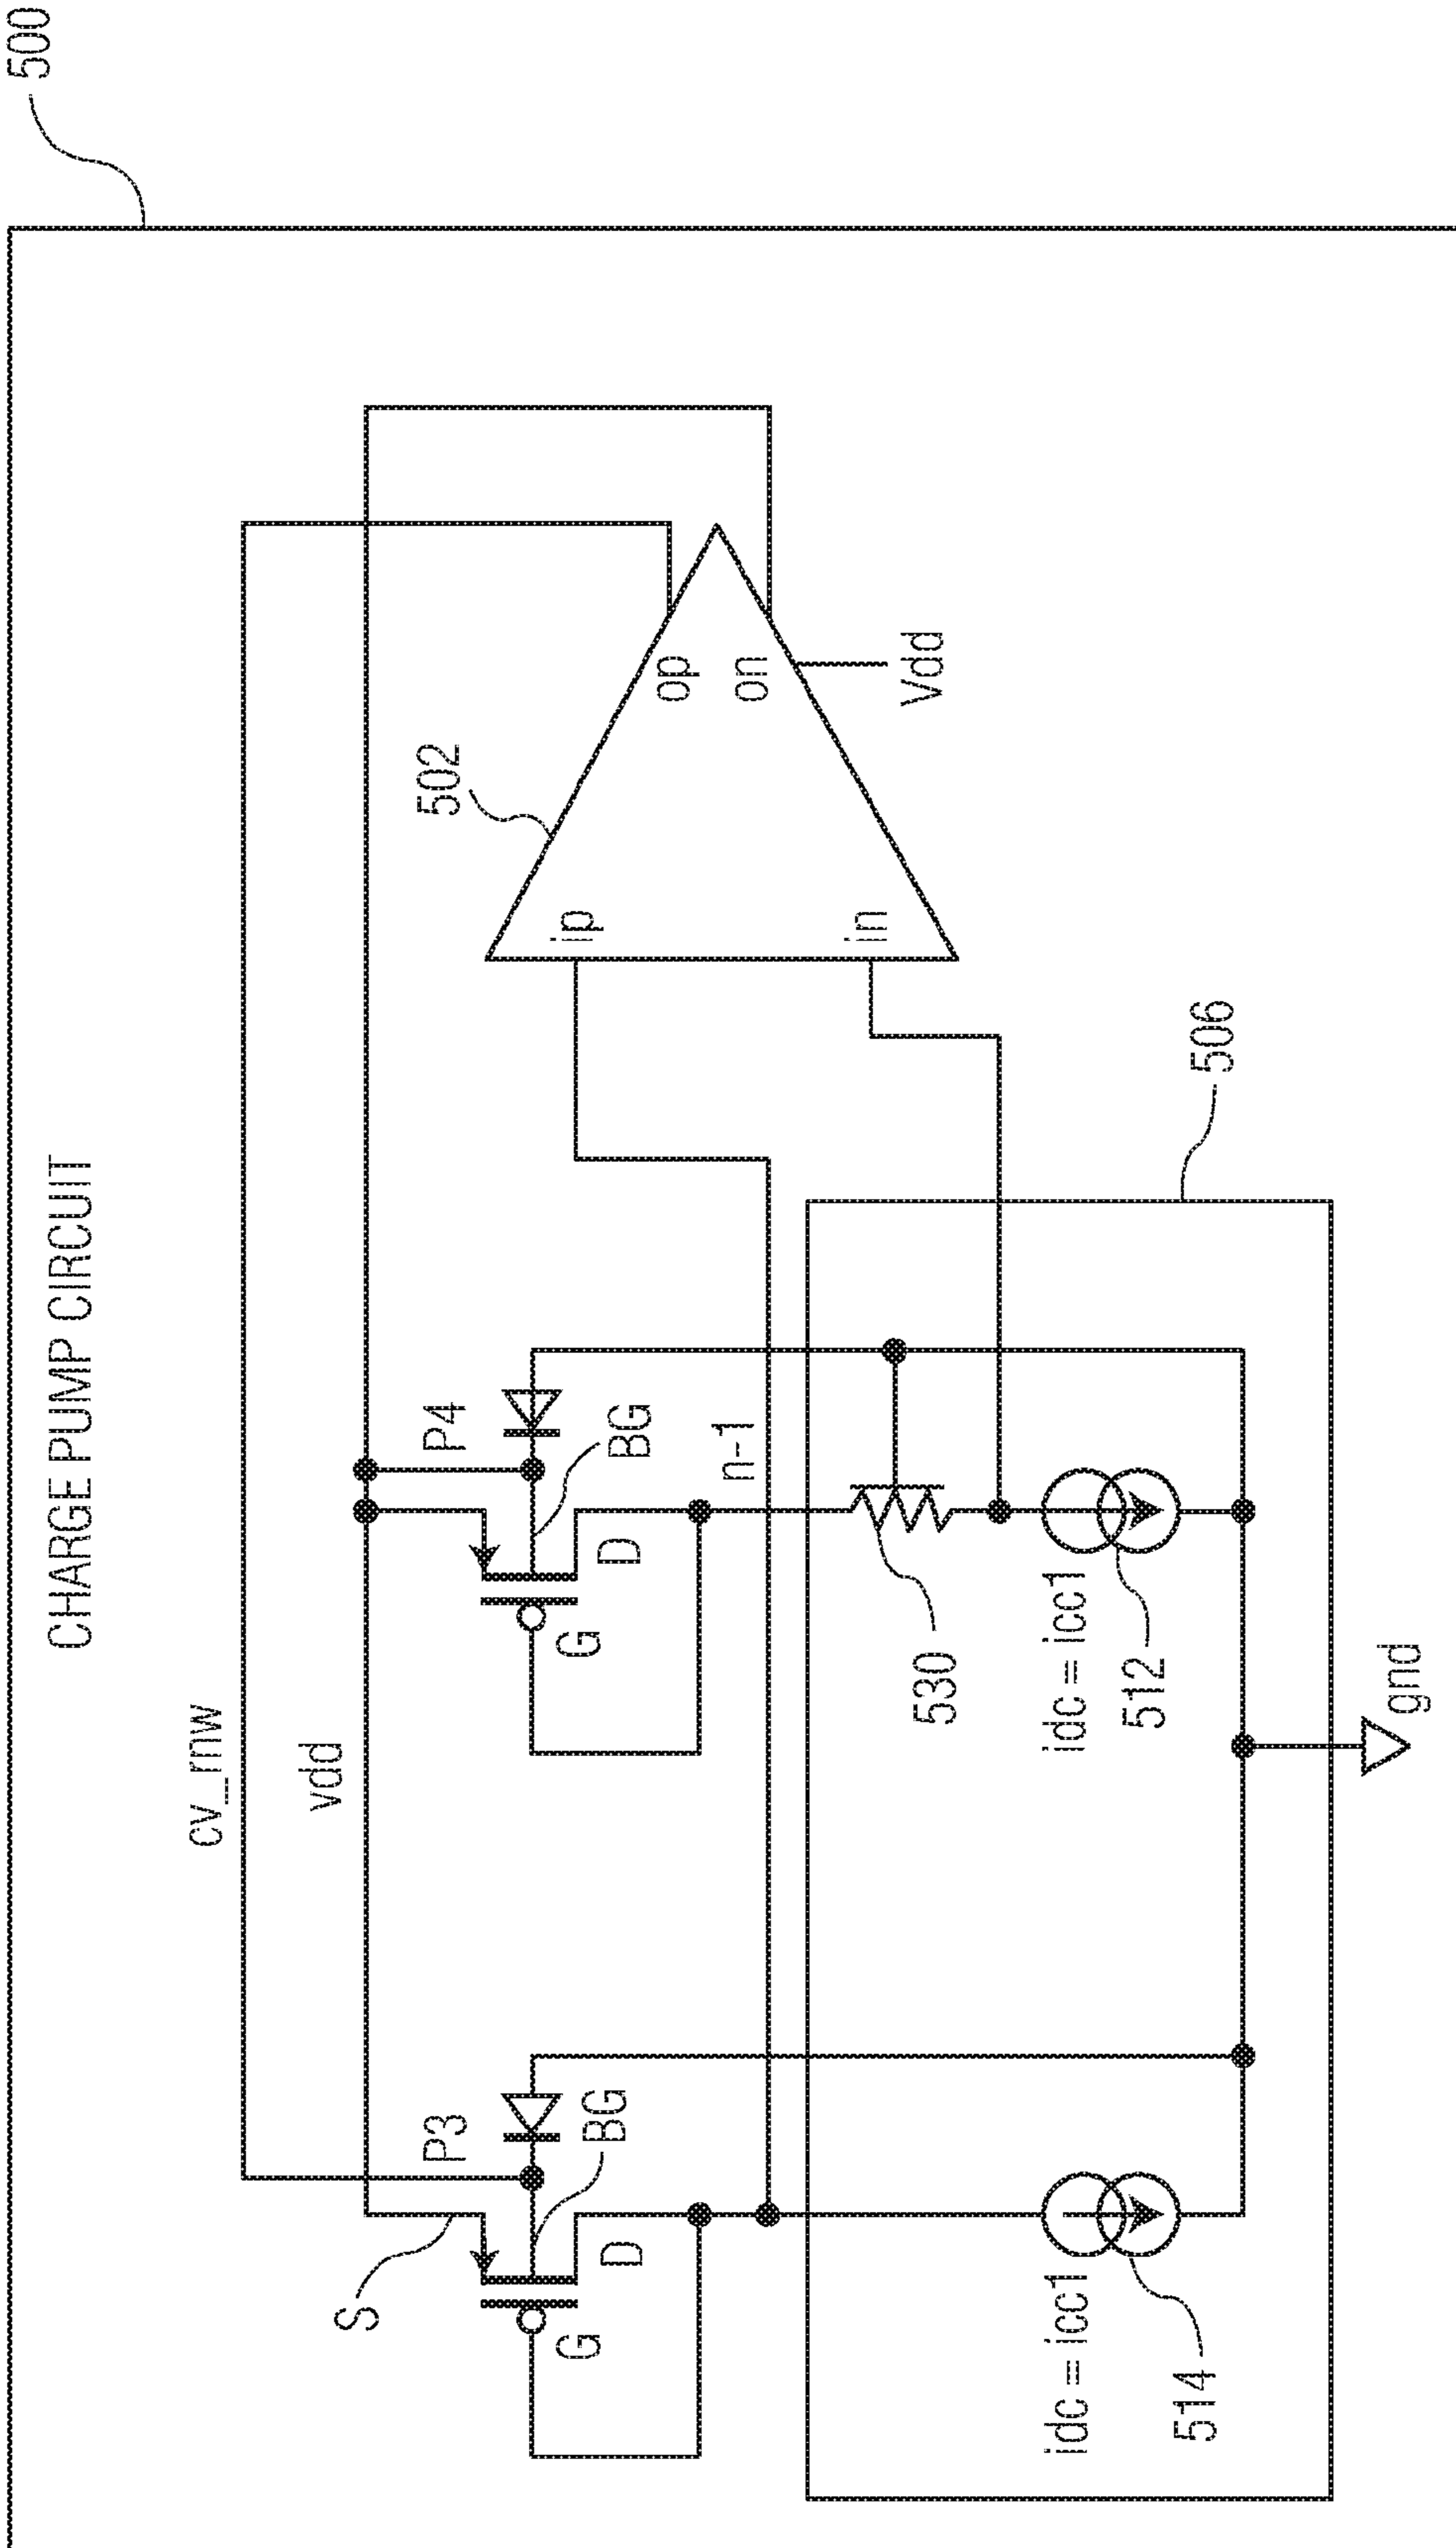 500
CHARGE PUMP CIRCUIT
cv_rnw
vdd
502
S
P3
P4
ip
op
G
BG
D
G
BG
D
in
on
n-1
Vdd
530
506
idc = icc1
514
idc = icc1
512
gnd